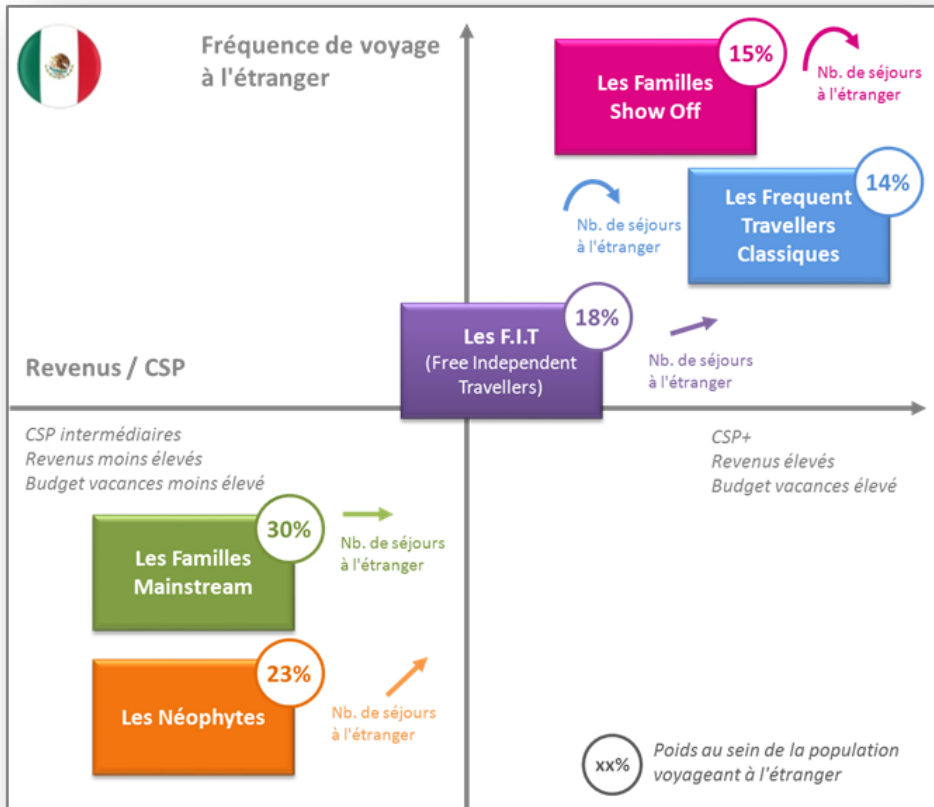 Fréquence de voyage
à l'étranger
15%
Les Familles
Show Off
Nb. de séjours
à l'étranger
14%
Les Frequent
Travellers
Classiques
Nb. de séjours
à l'étranger
18%
Les F.I.T
(Free Independent
Travellers)
Nb. de séjours
à l'étranger
Revenus / CSP
CSP intermédiaires
Revenus moins élevés
Budget vacances moins élevé
CSP+
Revenus élevés
Budget vacances élevé
30%
Les Familles
Mainstream
Nb. de séjours
à l'étranger
23%
Les Néophytes
Nb. de séjours
à l'étranger
xx%
Poids au sein de la population
voyageant à l'étranger